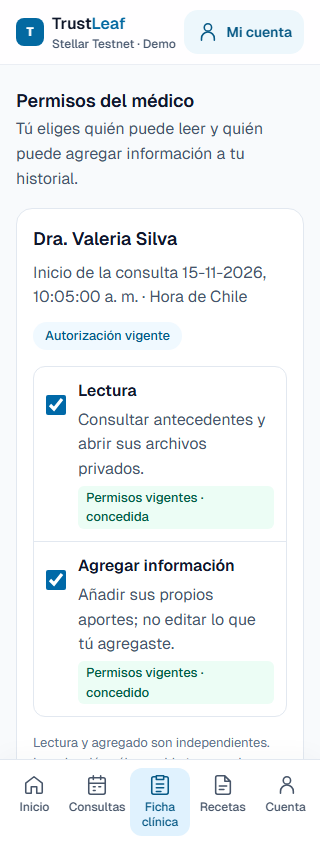 T
TrustLeaf
Stellar Testnet · Demo
Mi cuenta
Permisos del médico
Tú eliges quién puede leer y quién
puede agregar información a tu
historial.
Dra. Valeria Silva
Inicio de la consulta 15-11-2026,
10:05:00 a. m. · Hora de Chile
Autorización vigente
Lectura
Consultar antecedentes y
abrir sus archivos
privados.
Permisos vigentes ·
concedida
Agregar información
Añadir sus propios
aportes; no editar lo que
tú agregaste.
Permisos vigentes ·
concedido
Lectura y agregado son independientes.
Inicio
Consultas
Ficha
clínica
Recetas
Cuenta